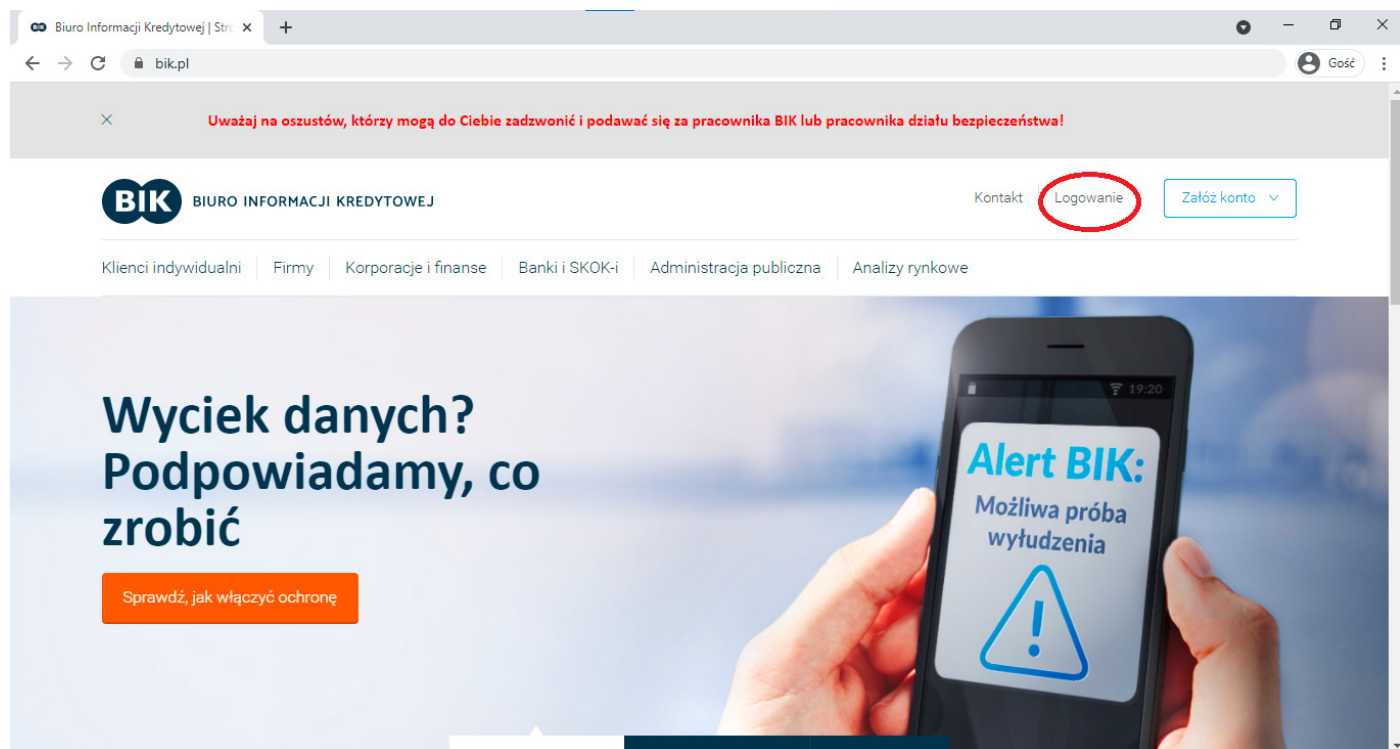 Biuro Informacji Kredytowej | Stro
bik.pl
Gość
Uważaj na oszustów, którzy mogą do Ciebie zadzwonić i podawać się za pracownika BIK lub pracownika działu bezpieczeństwa!
BIK BIURO INFORMACJI KREDYTOWEJ
Kontakt Logowanie Załóż konto
Klienci indywidualni Firmy Korporacje i finanse Banki i SKOK-i Administracja publiczna Analizy rynkowe
Wyciek danych?
Podpowiadamy, co
zrobić
Sprawdź, jak włączyć ochronę
19:20
Alert BIK:
Możliwa próba
wyłudzenia